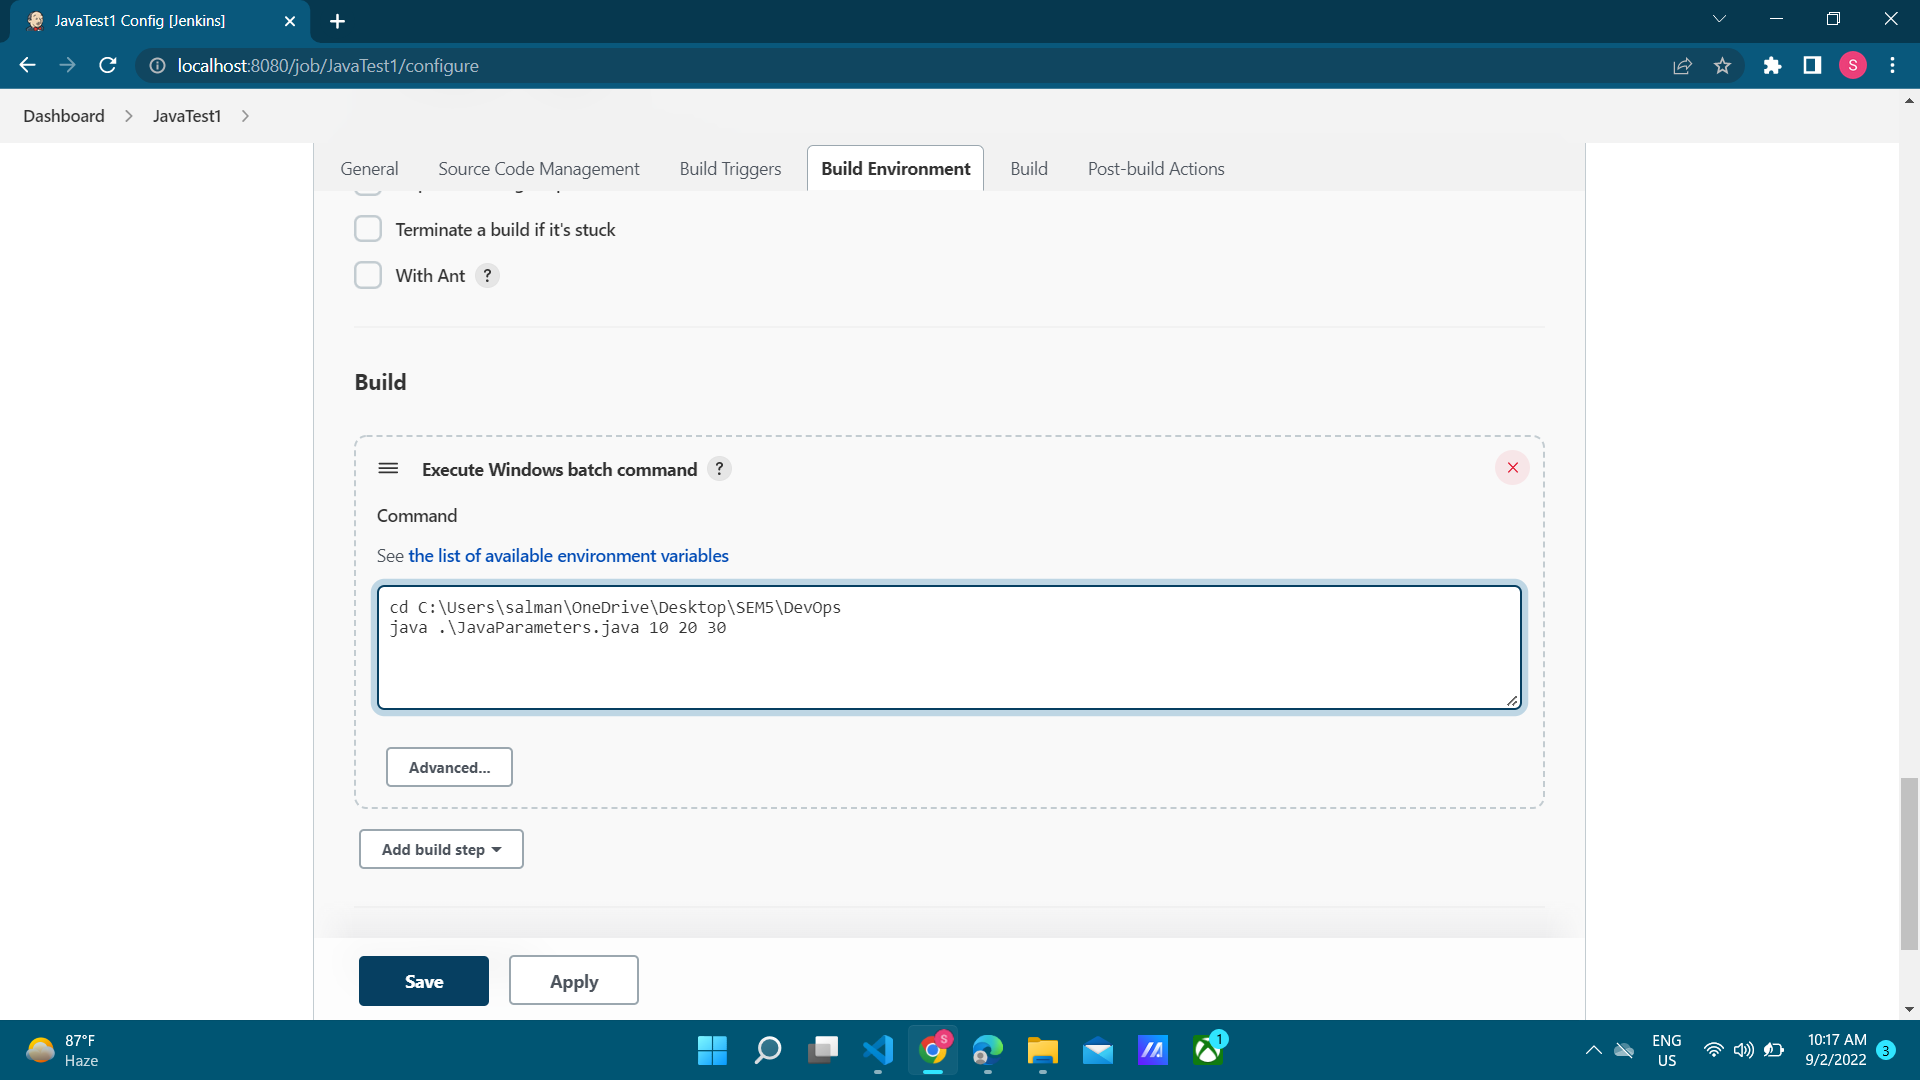 JavaTest1 Config [Jenkins]
localhost:8080/job/JavaTest1/configure
S
Dashboard
JavaTest1
General
Source Code Management
Build Triggers
Build Environment
Build
Post-build Actions
Terminate a build if it's stuck
With Ant ?
Build
Execute Windows batch command ?
Command
See the list of available environment variables
cd C:\Users\salman\OneDrive\Desktop\SEM5\DevOps
java .\JavaParameters.java 10 20 30
Advanced...
Add build step
Save
Apply
87°F
Haze
S
1
ENG
US
10:17 AM
9/2/2022
3